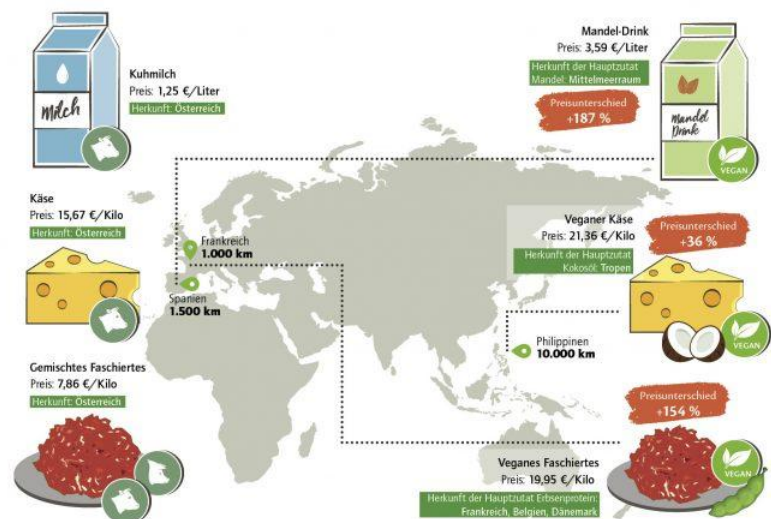 Kuhmilch
Preis: 1,25 €/Liter
Herkunft: Österreich
Milch
Mandel-Drink
Preis: 3,59 €/Liter
Herkunft der Hauptzutat
Mandel: Mittelmeerraum
Preisunterschied
+187 %
Mandel
Drink
VEGAN
Käse
Preis: 15,67 €/Kilo
Herkunft: Österreich
Frankreich
1.000 km
Spanien
1.500 km
Veganer Käse
Preis: 21,36 €/Kilo
Herkunft der Hauptzutat
Kokosöl: Tropen
Preisunterschied
+36 %
VEGAN
Philippinen
10.000 km
Gemischtes Faschiertes
Preis: 7,86 €/Kilo
Herkunft: Österreich
Preisunterschied
+154 %
Veganes Faschiertes
Preis: 19,95 €/Kilo
Herkunft der Hauptzutat Erbsenprotein:
Frankreich, Belgien, Dänemark
VEGAN